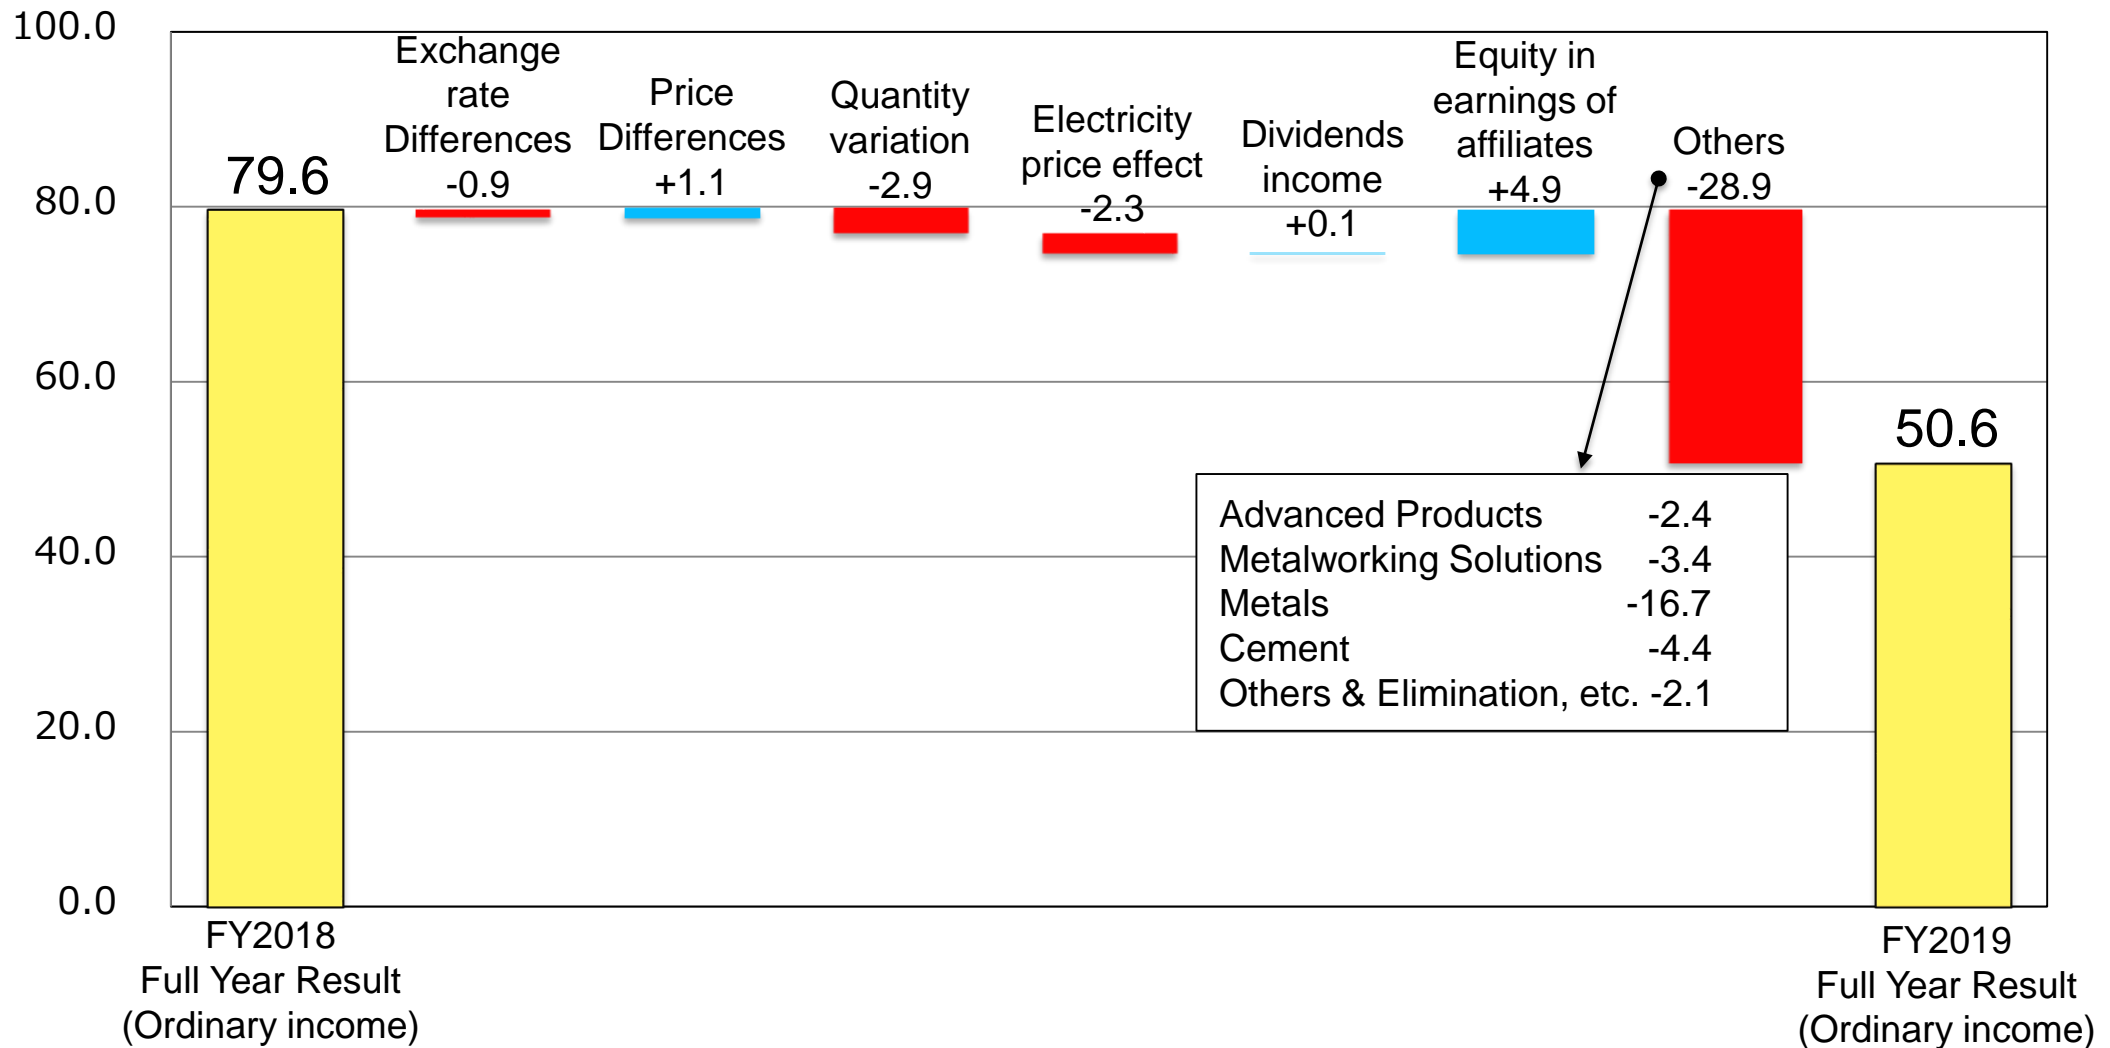 100.0
80.0
60.0
40.0
20.0
0.0
79.6
Exchange
rate
Differences
-0.9
Price
Differences
+1.1
Quantity
variation
-2.9
Electricity
price effect
-2.3
Dividends
income
+0.1
Equity in
earnings of
affiliates
+4.9
Others
-28.9
50.6
Advanced Products -2.4
Metalworking Solutions -3.4
Metals -16.7
Cement -4.4
Others & Elimination, etc. -2.1
FY2018
Full Year Result
(Ordinary income)
FY2019
Full Year Result
(Ordinary income)